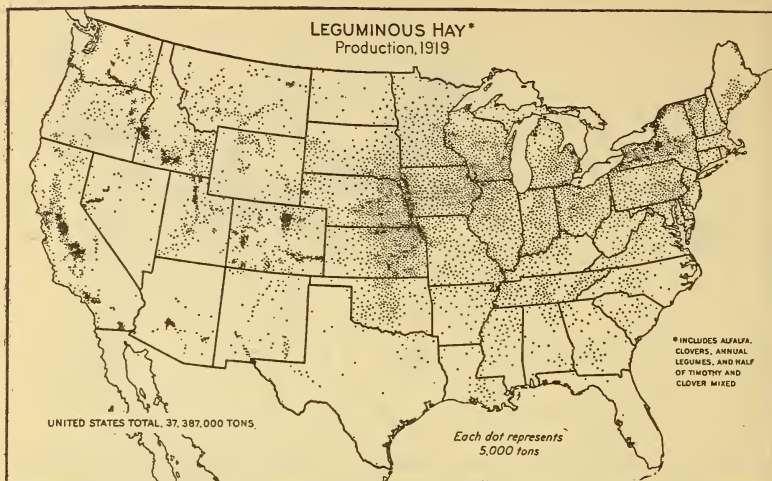 LEGUMINOUS HAY*
Production, 1919
* INCLUDES ALFALFA,
CLOVERS, ANNUAL
LEGUMES, AND HALF
OF TIMOTHY AND
CLOVER MIXED
UNITED STATES TOTAL, 37,387,000 TONS
Each dot represents
5,000 tons